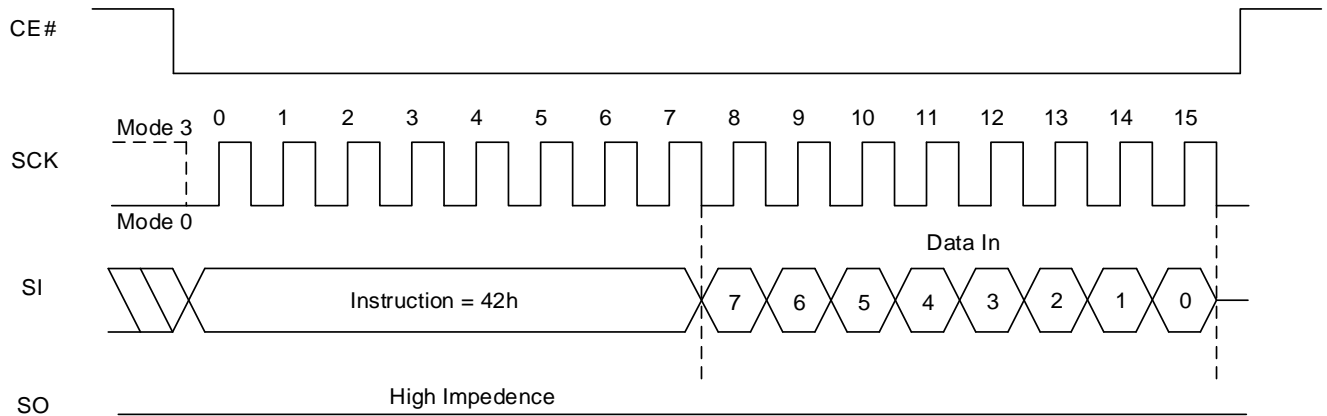 CE#
0 1 2 3 4 5 6 7 8 9 10 11 12 13 14 15
Mode 3
SCK
Mode 0
Data In
SI
Instruction = 42h
7 6 5 4 3 2 1 0
High Impedence
SO